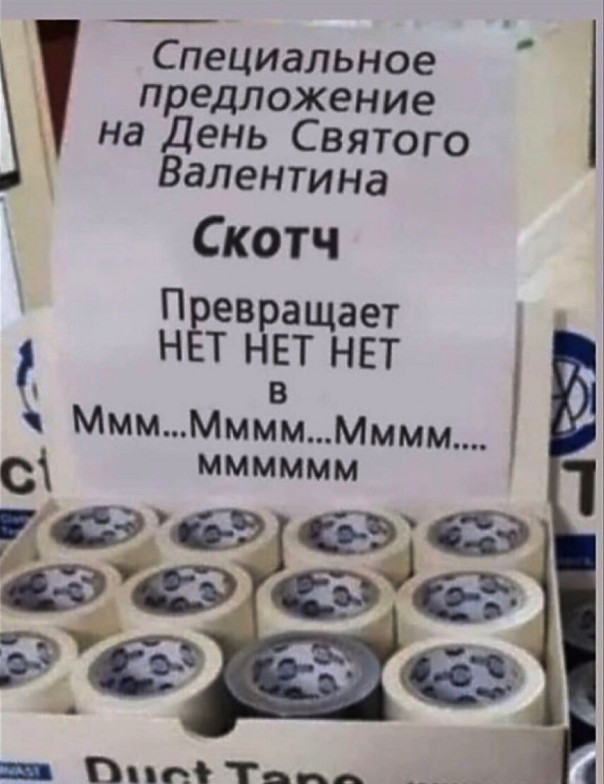 Специальное
предложение
на День Святого
Валентина
Скотч
Превращает
НЕТ НЕТ НЕТ
в
Ммм...Мммм...Мммм....
мммммм
Duct Tape